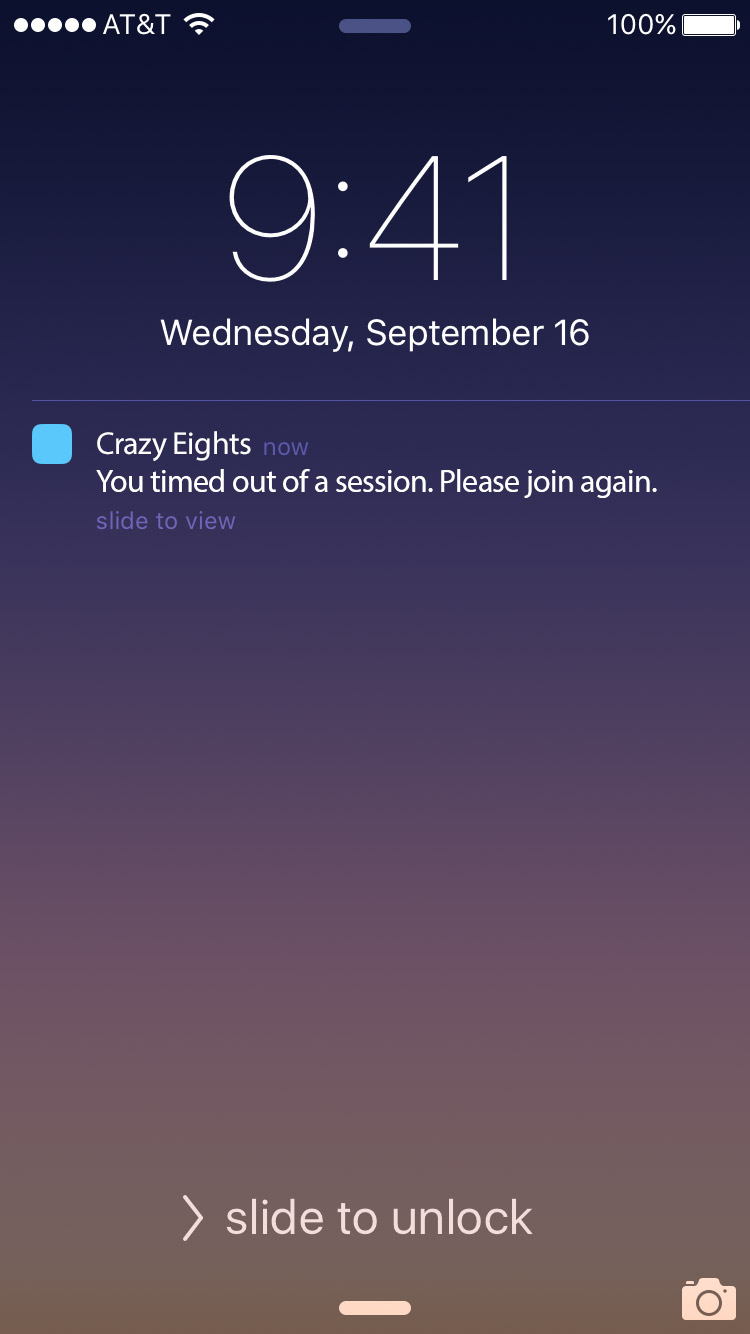 AT&T 100%
9:41
Wednesday, September 16
Crazy Eights now
You timed out of a session. Please join again.
slide to view
slide to unlock